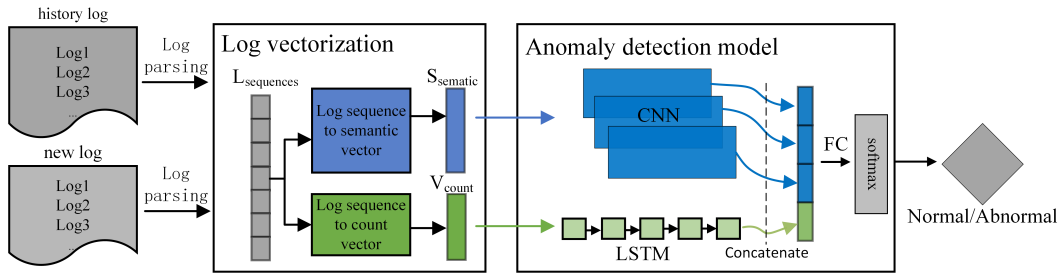 history log
Log1
Log2
Log3
...
Log
parsing
new log
Log1
Log2
Log3
...
Log
parsing
Log vectorization
Lsequences
Log sequence
to semantic
vector
Ssematic
Log sequence
to count
vector
Vcount
Anomaly detection model
CNN
LSTM
Concatenate
FC
softmax
Normal/Abnormal